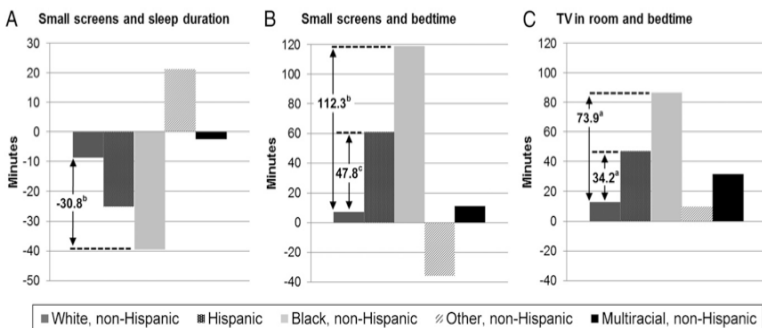 A Small screens and sleep duration
Minutes
30
20
10
0
-10
-20
-30
-40
-50
-30.8ᵇ
B Small screens and bedtime
Minutes
120
100
80
60
40
20
0
-20
-40
112.3ᵇ
47.8ᶜ
C TV in room and bedtime
Minutes
120
100
80
60
40
20
0
-20
-40
73.9ᵃ
34.2ᵃ
White, non-Hispanic Hispanic Black, non-Hispanic Other, non-Hispanic Multiracial, non-Hispanic